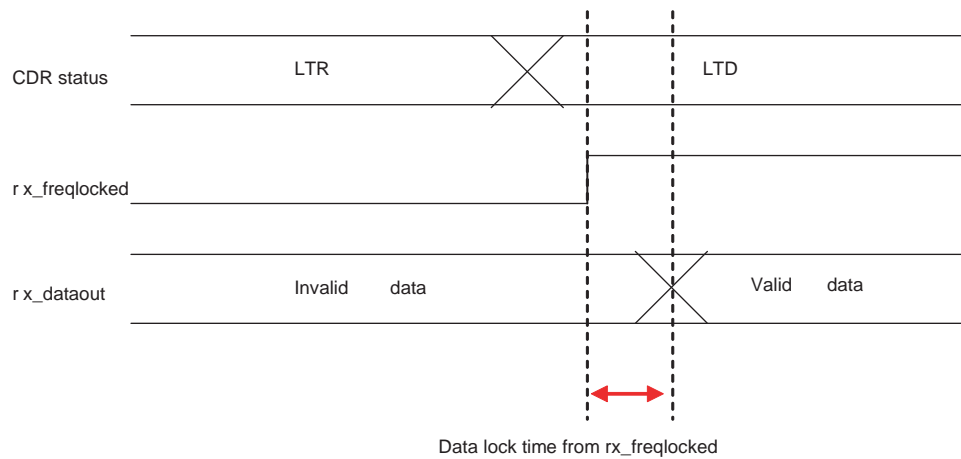 CDR status
LTR
LTD
r x_freqlocked
r x_dataout
Invalid data
Valid data
Data lock time from rx_freqlocked